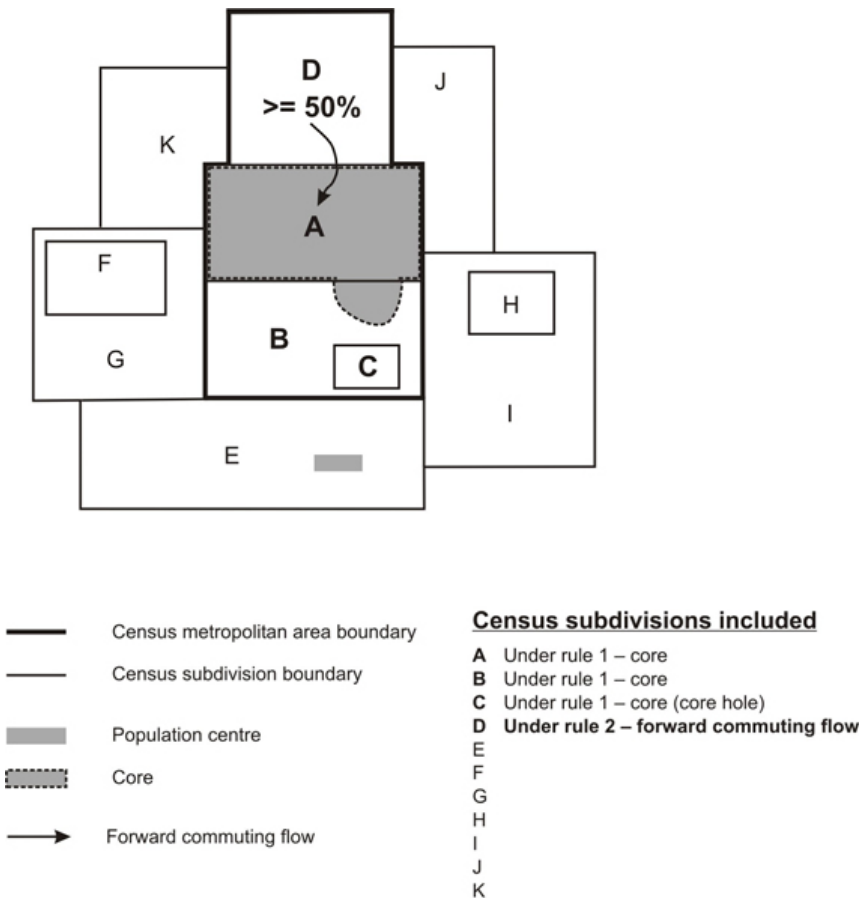 D
>= 50%
J
K
A
F
H
B
G
C
I
E
Census metropolitan area boundary
Census subdivision boundary
Population centre
Core
Forward commuting flow
Census subdivisions included
A Under rule 1 – core
B Under rule 1 – core
C Under rule 1 – core (core hole)
D Under rule 2 – forward commuting flow
E
F
G
H
I
J
K